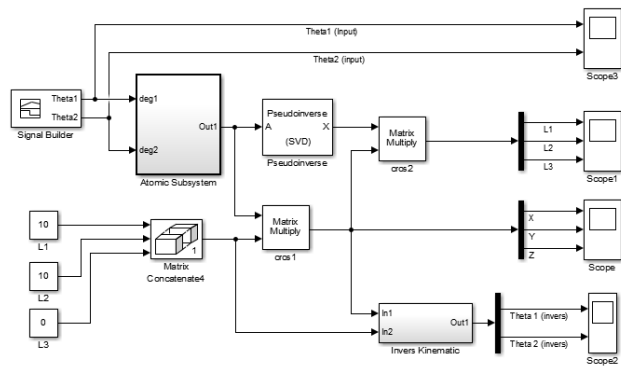 Theta1 (Input)
Theta2 (input)
Scope3
Theta1
Theta2
Signal Builder
deg1
deg2
Out1
Atomic Subsystem
Pseudoinverse
A
X
(SVD)
Pseudoinverse
Matrix
Multiply
cros2
L1
L2
L3
Scope1
10
L1
10
L2
0
L3
1
Matrix
Concatenate4
Matrix
Multiply
cros1
X
Y
Z
Scope
In1
In2
Out1
Invers Kinematic
Theta 1 (invers)
Theta 2 (invers)
Scope2